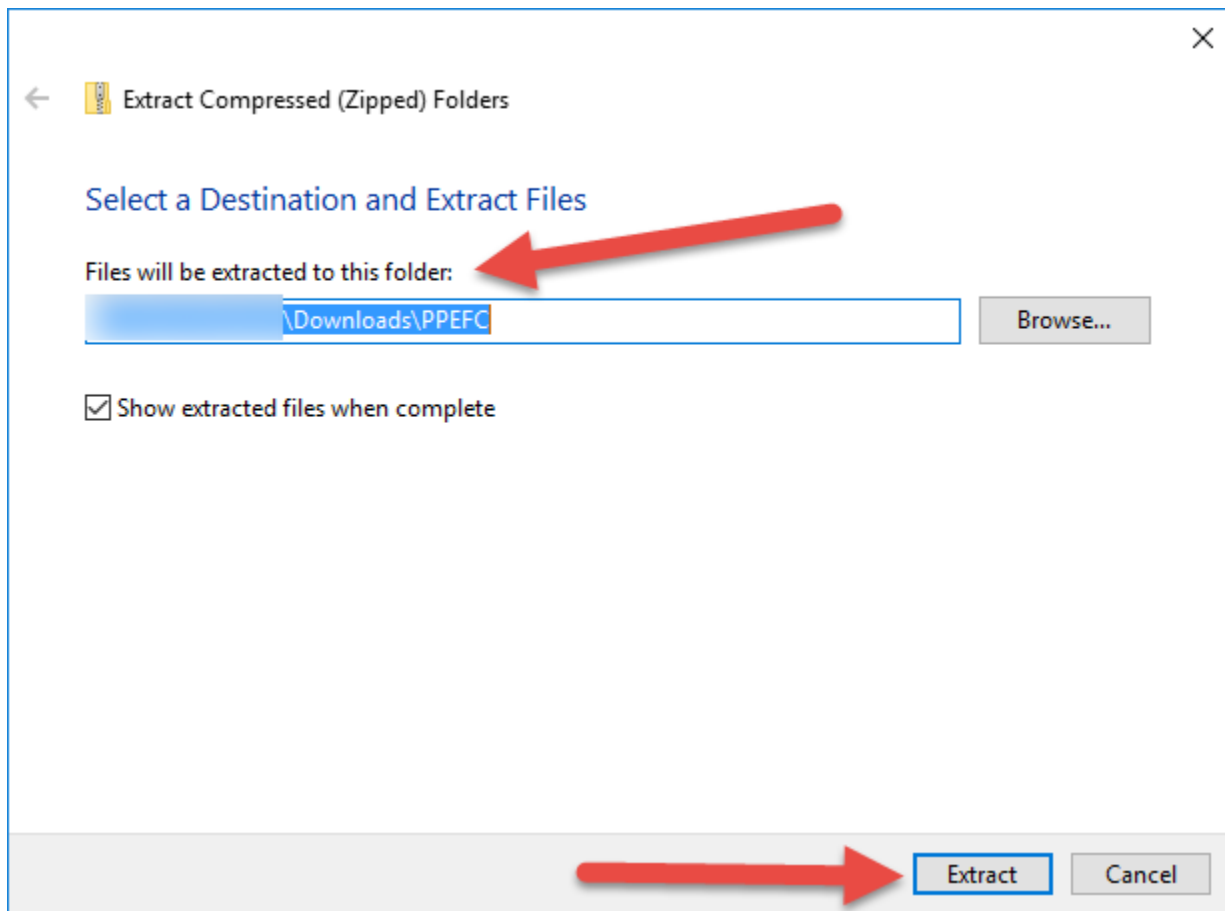 Extract Compressed (Zipped) Folders
Select a Destination and Extract Files
Files will be extracted to this folder:
\Downloads\PPEFC
Browse...
Show extracted files when complete
Extract
Cancel